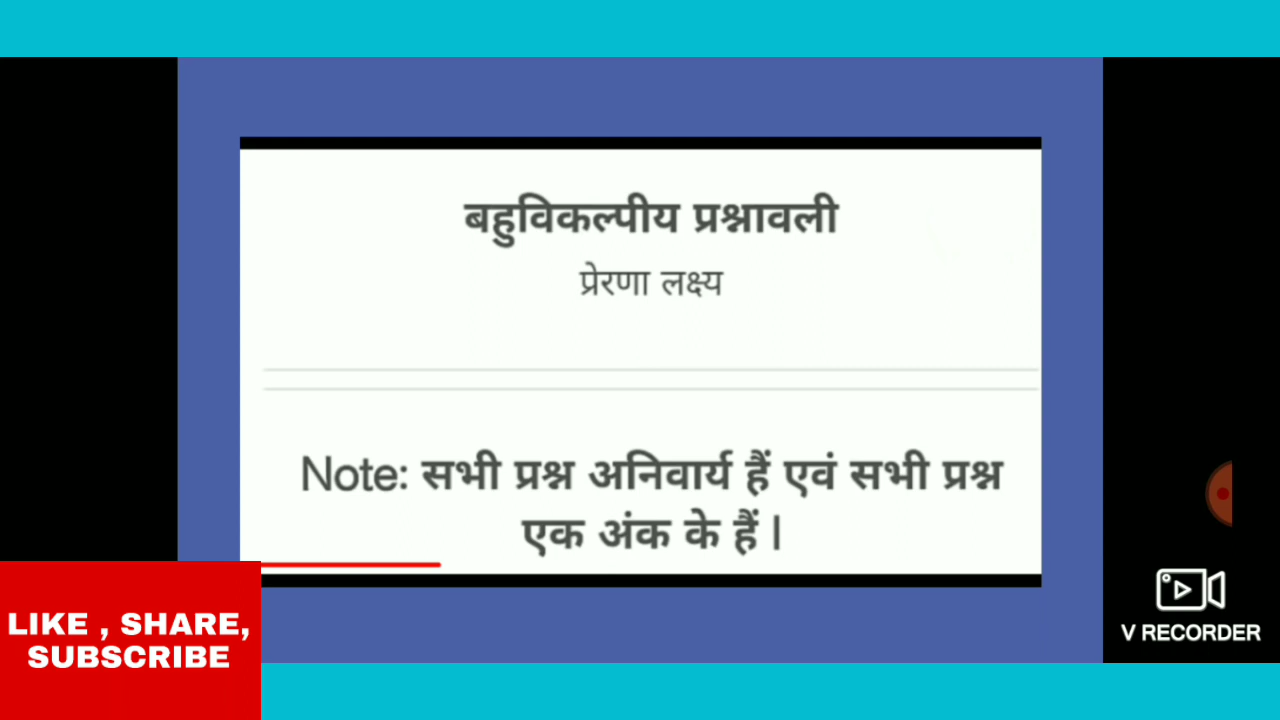 बहुविकल्पीय प्रश्नावली
प्रेरणा लक्ष्य
Note: सभी प्रश्न अनिवार्य हैं एवं सभी प्रश्न
एक अंक के हैं |
LIKE , SHARE,
SUBSCRIBE
V RECORDER